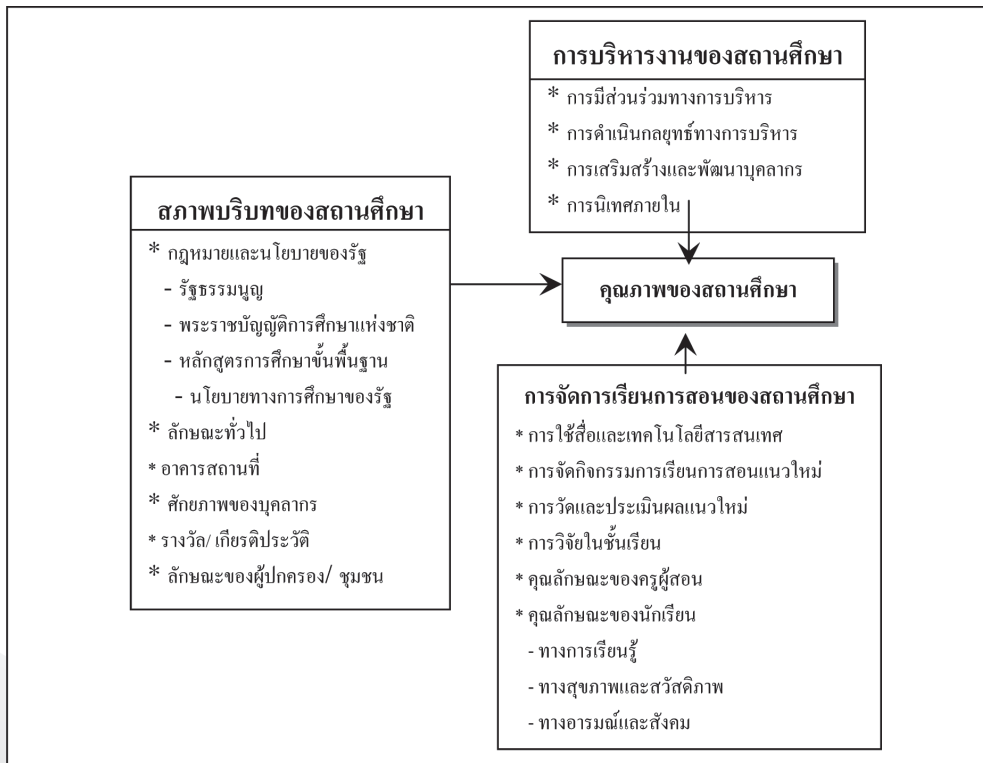 การบริหารงานของสถานศึกษา
* การมีส่วนร่วมทางการบริหาร
* การดำเนินกลยุทธ์ทางการบริหาร
* การเสริมสร้างและพัฒนาบุคลากร
* การนิเทศภายใน
สภาพบริบทของสถานศึกษา
* กฎหมายและนโยบายของรัฐ
- รัฐธรรมนูญ
- พระราชบัญญัติการศึกษาแห่งชาติ
- หลักสูตรการศึกษาขั้นพื้นฐาน
- นโยบายทางการศึกษาของรัฐ
* ลักษณะทั่วไป
* อาคารสถานที่
* ศักยภาพของบุคลากร
* รางวัล/ เกียรติประวัติ
* ลักษณะของผู้ปกครอง/ ชุมชน
คุณภาพของสถานศึกษา
การจัดการเรียนการสอนของสถานศึกษา
* การใช้สื่อและเทคโนโลยีสารสนเทศ
* การจัดกิจกรรมการเรียนการสอนแนวใหม่
* การวัดและประเมินผลแนวใหม่
* การวิจัยในชั้นเรียน
* คุณลักษณะของครูผู้สอน
* คุณลักษณะของนักเรียน
- ทางการเรียนรู้
- ทางสุขภาพและสวัสดิภาพ
- ทางอารมณ์และสังคม